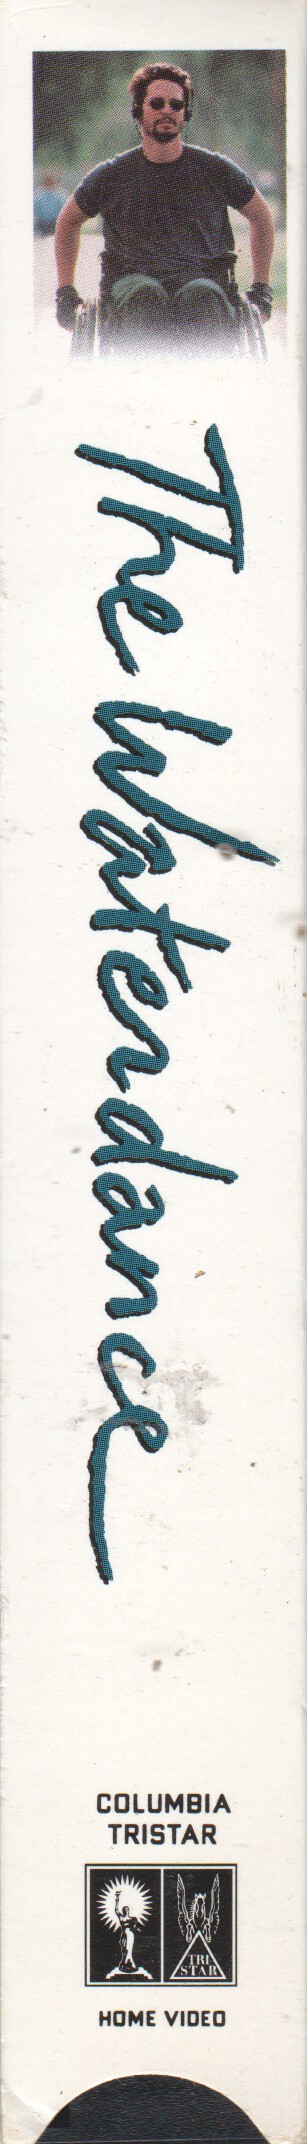 The Waterdance
COLUMBIA
TRISTAR
TRI
STAR
HOME VIDEO